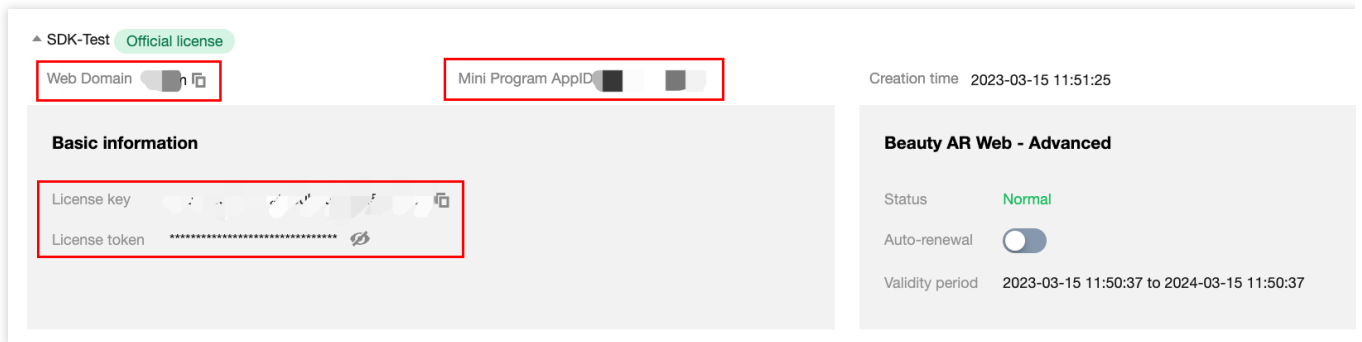 SDK-Test Official license
Web Domain
Mini Program AppID
Creation time 2023-03-15 11:51:25
Basic information
License key
License token ********************************
Beauty AR Web - Advanced
Status Normal
Auto-renewal
Validity period 2023-03-15 11:50:37 to 2024-03-15 11:50:37